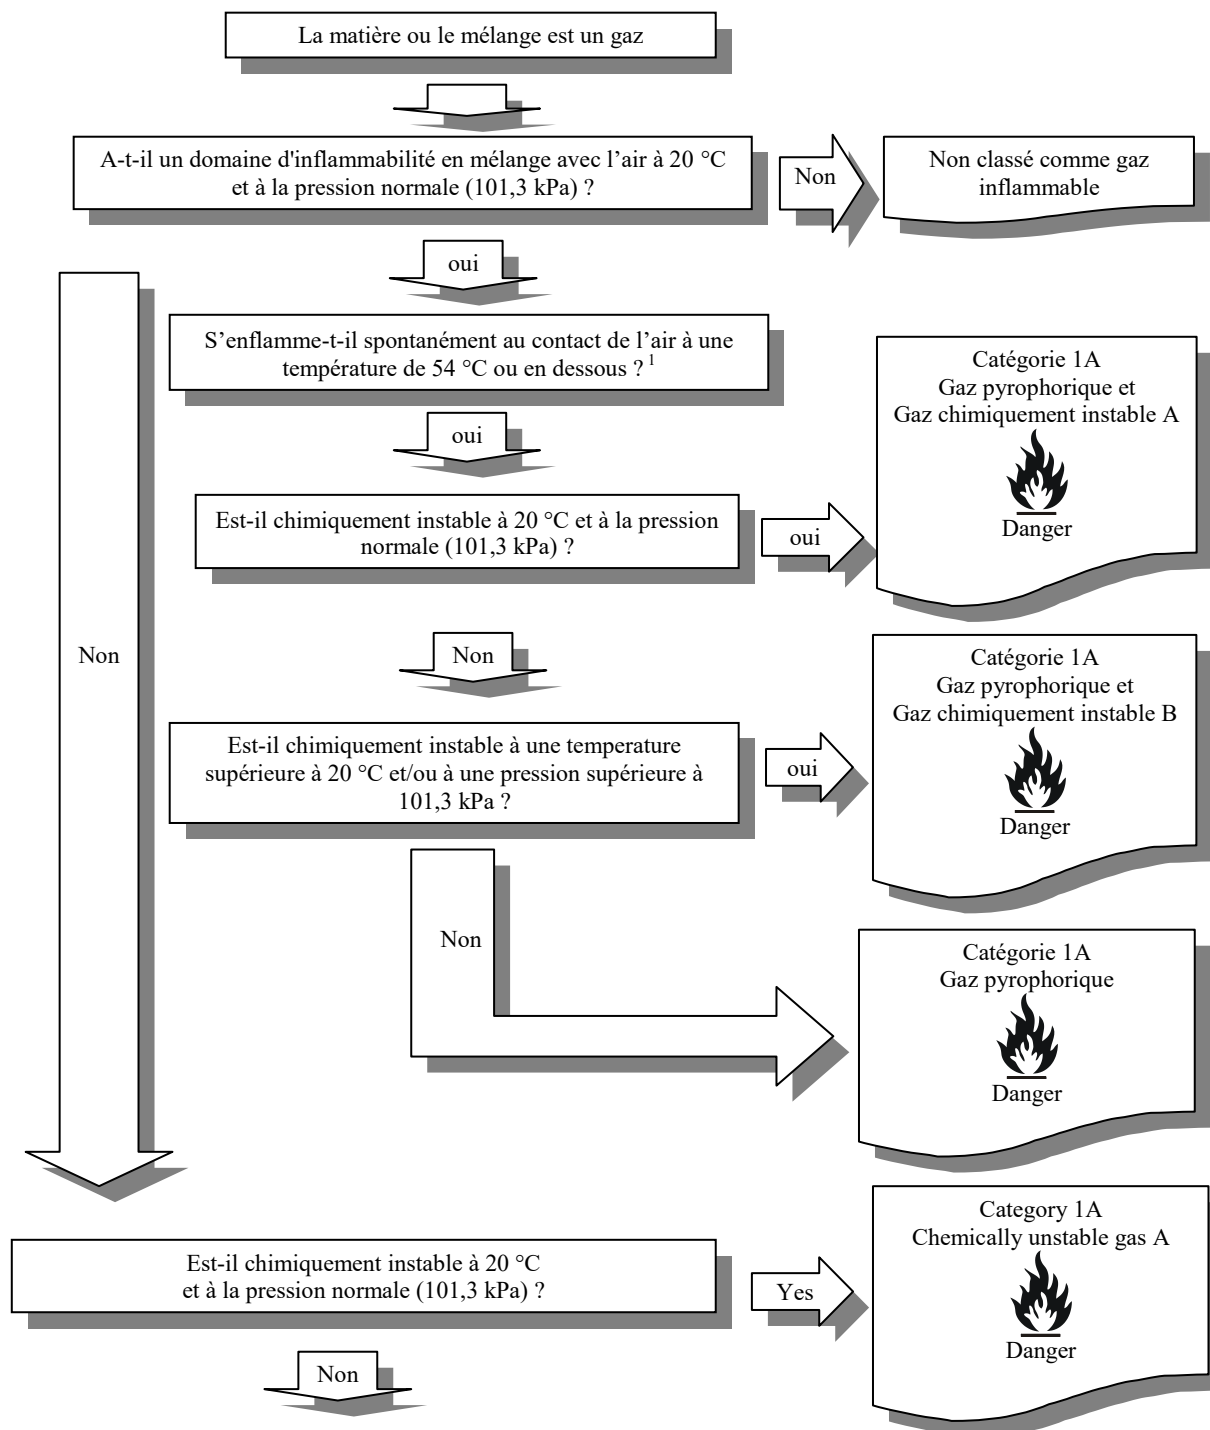 La matière ou le mélange est un gaz
A-t-il un domaine d'inflammabilité en mélange avec l’air à 20 °C
et à la pression normale (101,3 kPa) ?
Non
Non classé comme gaz
inflammable
oui
S’enflamme-t-il spontanément au contact de l’air à une
température de 54 °C ou en dessous ? 1
Catégorie 1A
Gaz pyrophorique et
Gaz chimiquement instable A
Danger
oui
Est-il chimiquement instable à 20 °C et à la pression
normale (101,3 kPa) ?
oui
Non
Non
Catégorie 1A
Gaz pyrophorique et
Gaz chimiquement instable B
Danger
Est-il chimiquement instable à une temperature
supérieure à 20 °C et/ou à une pression supérieure à
101,3 kPa ?
oui
Non
Catégorie 1A
Gaz pyrophorique
Danger
Est-il chimiquement instable à 20 °C
et à la pression normale (101,3 kPa) ?
Yes
Category 1A
Chemically unstable gas A
Danger
Non